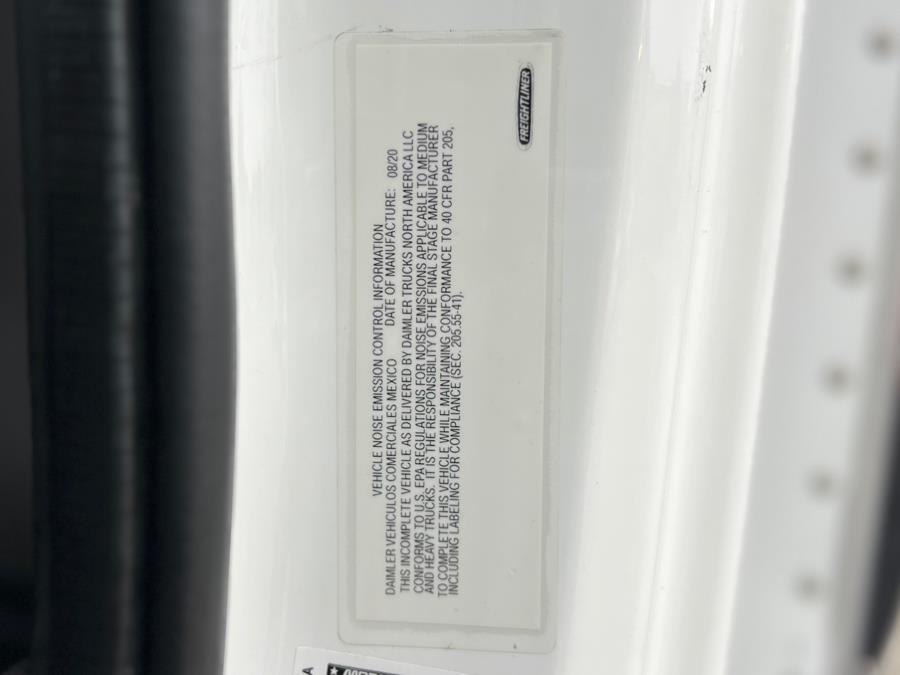 VEHICLE NOISE EMISSION CONTROL INFORMATION
DAIMLER VEHICULOS COMERCIALES MEXICO DATE OF MANUFACTURE: 08/20
THIS INCOMPLETE VEHICLE AS DELIVERED BY DAIMLER TRUCKS NORTH AMERICA LLC
CONFORMS TO U.S. EPA REGULATIONS FOR NOISE EMISSIONS APPLICABLE TO MEDIUM
AND HEAVY TRUCKS. IT IS THE RESPONSIBILITY OF THE FINAL STAGE MANUFACTURER
TO COMPLETE THIS VEHICLE WHILE MAINTAINING CONFORMANCE TO 40 CFR PART 205,
INCLUDING LABELING FOR COMPLIANCE (SEC. 205.55-41).
FREIGHTLINER